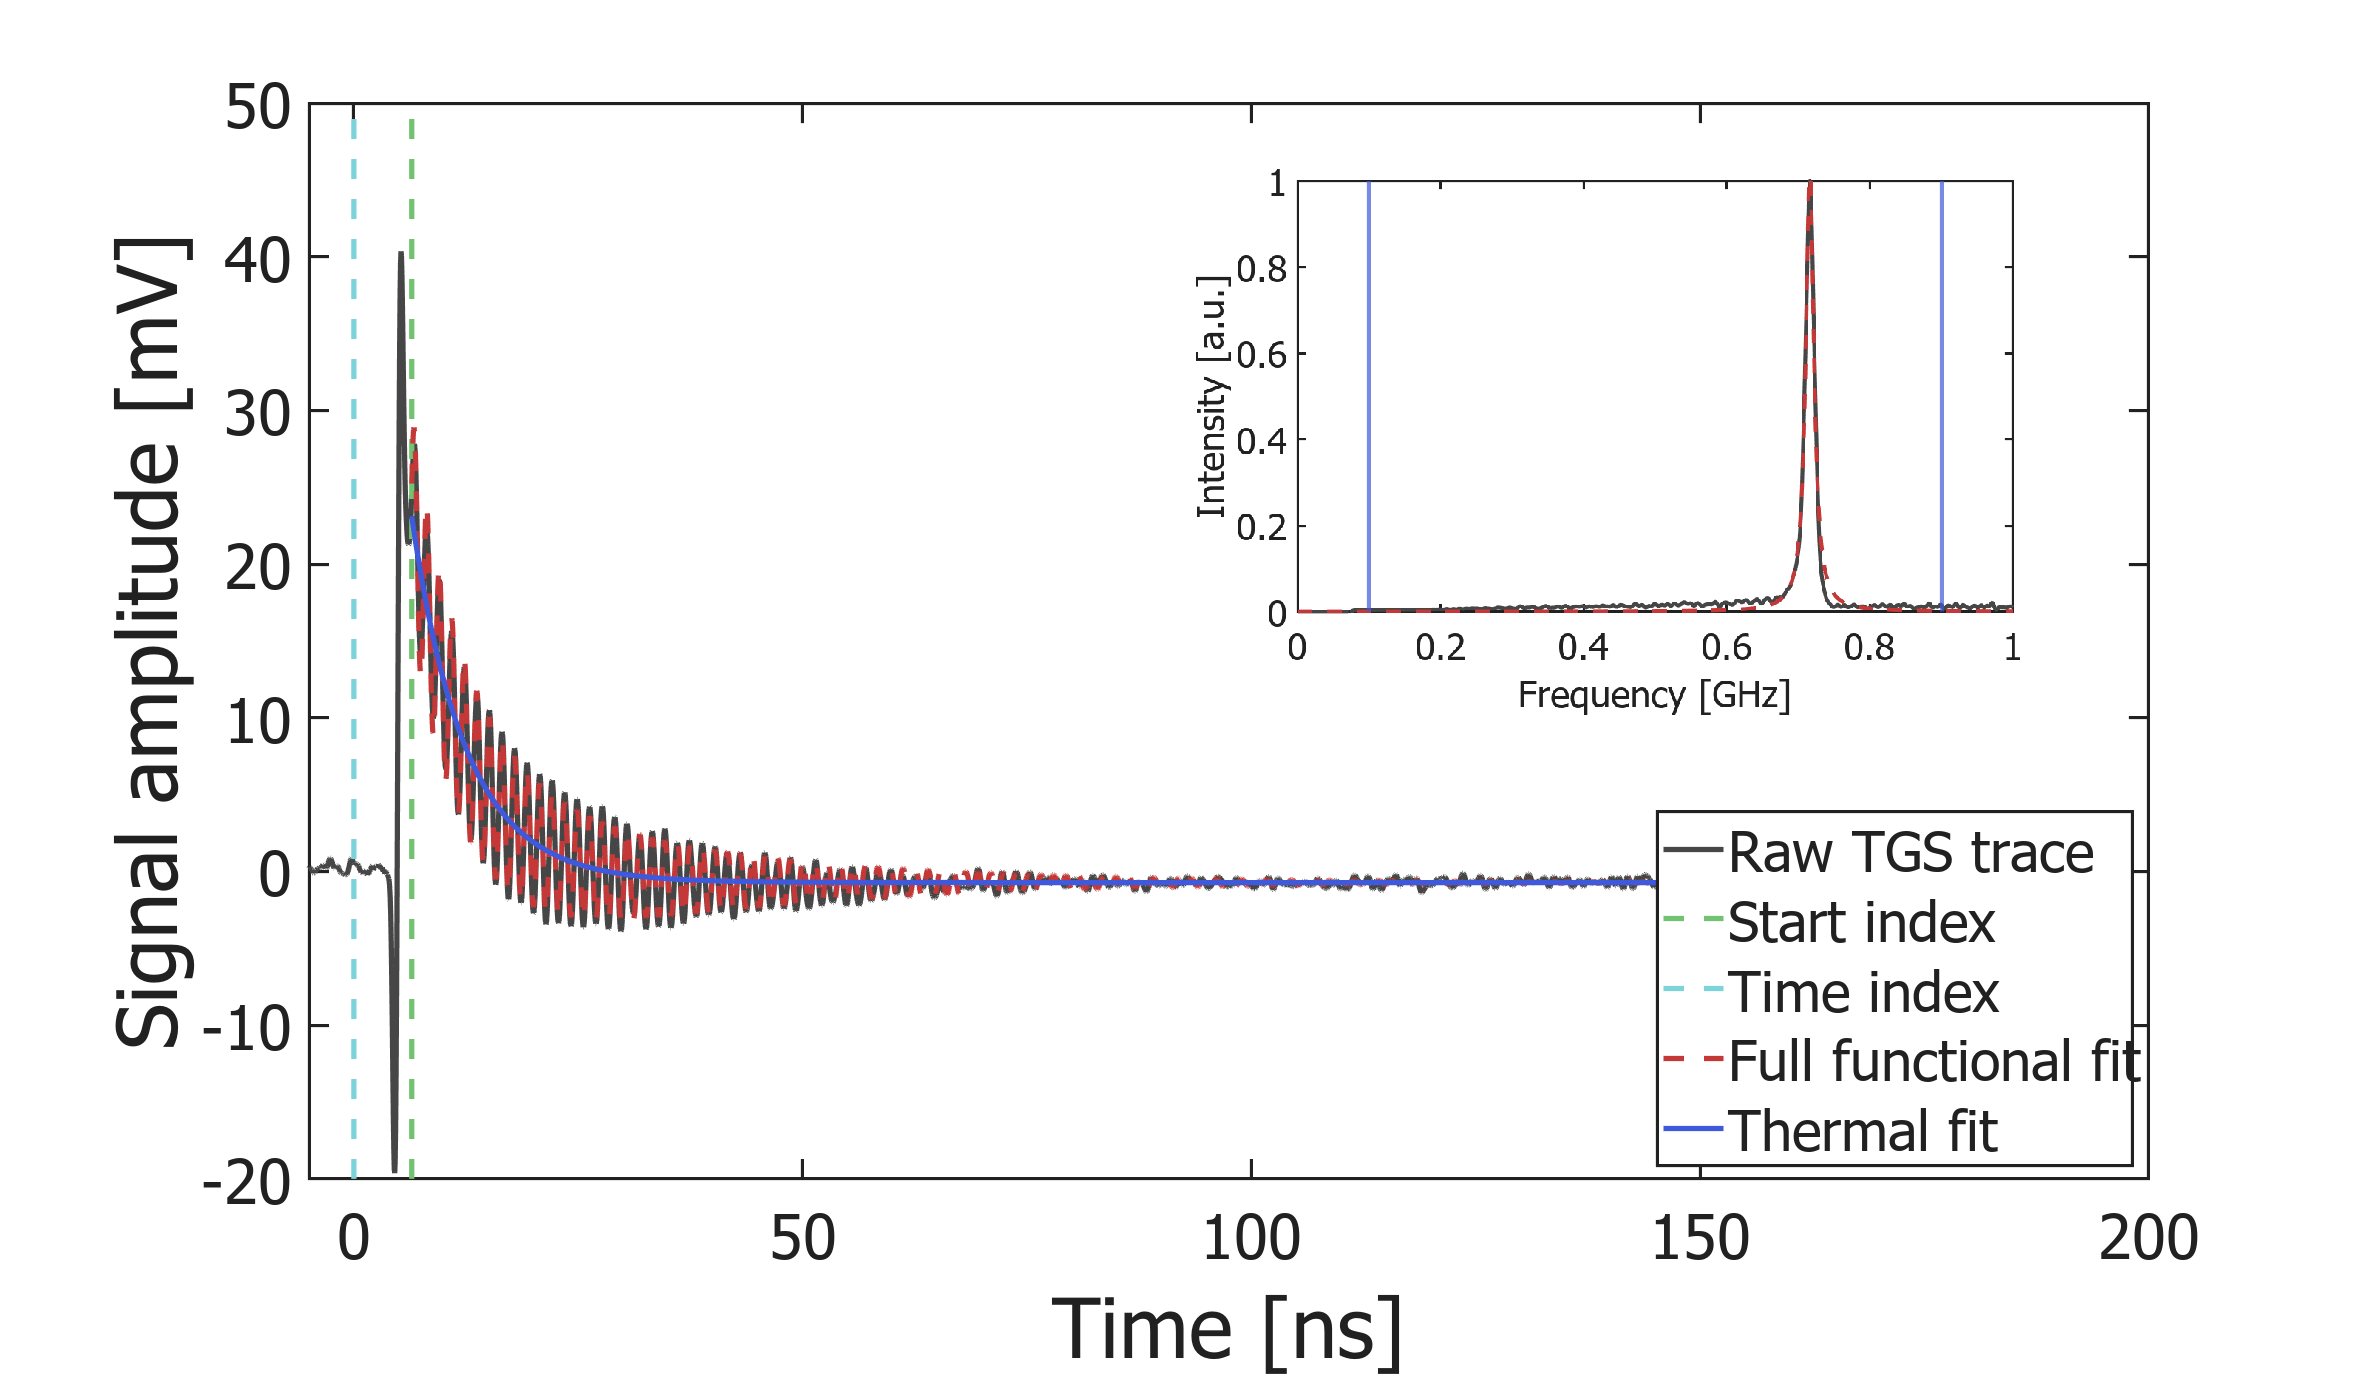 Signal amplitude [mV]
50
40
30
20
10
0
-10
-20
0 50 100 150 200
Time [ns]
Intensity [a.u.]
1
0.8
0.6
0.4
0.2
0
0 0.2 0.4 0.6 0.8 1
Frequency [GHz]
Raw TGS trace
Start index
Time index
Full functional fit
Thermal fit